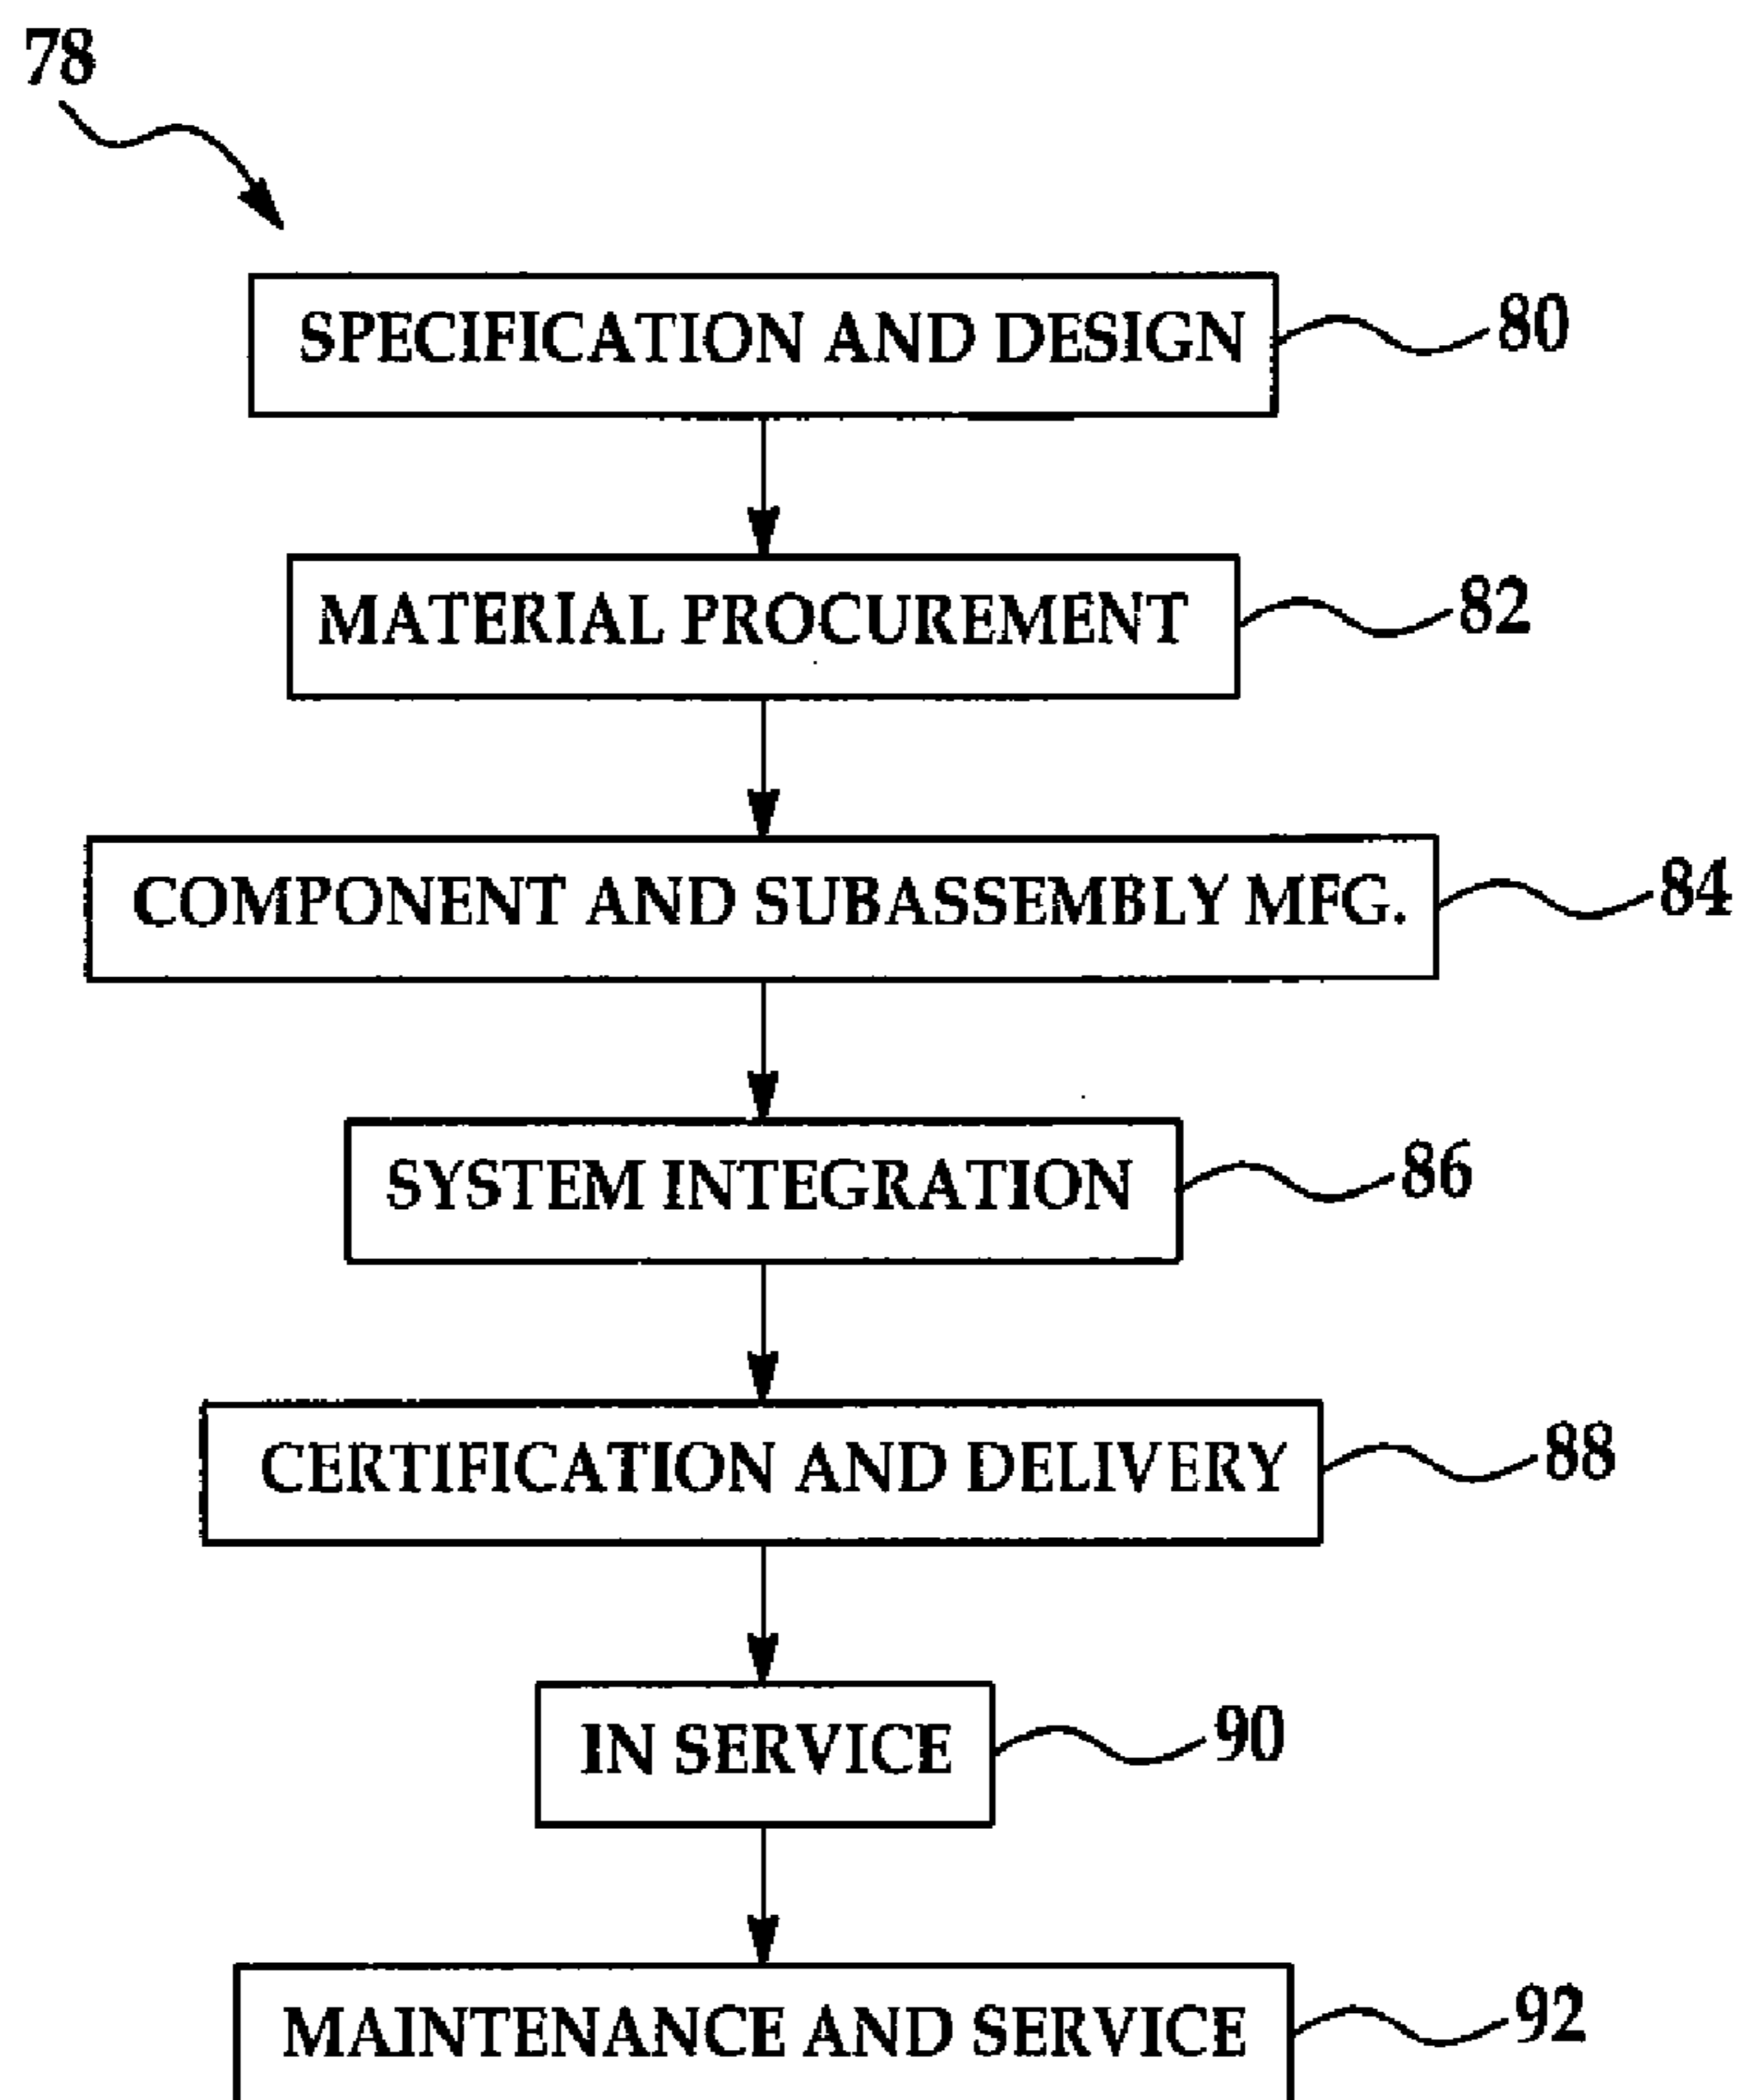 78
SPECIFICATION AND DESIGN 80
MATERIAL PROCUREMENT 82
COMPONENT AND SUBASSEMBLY MFG. 84
SYSTEM INTEGRATION 86
CERTIFICATION AND DELIVERY 88
IN SERVICE 90
MAINTENANCE AND SERVICE 92